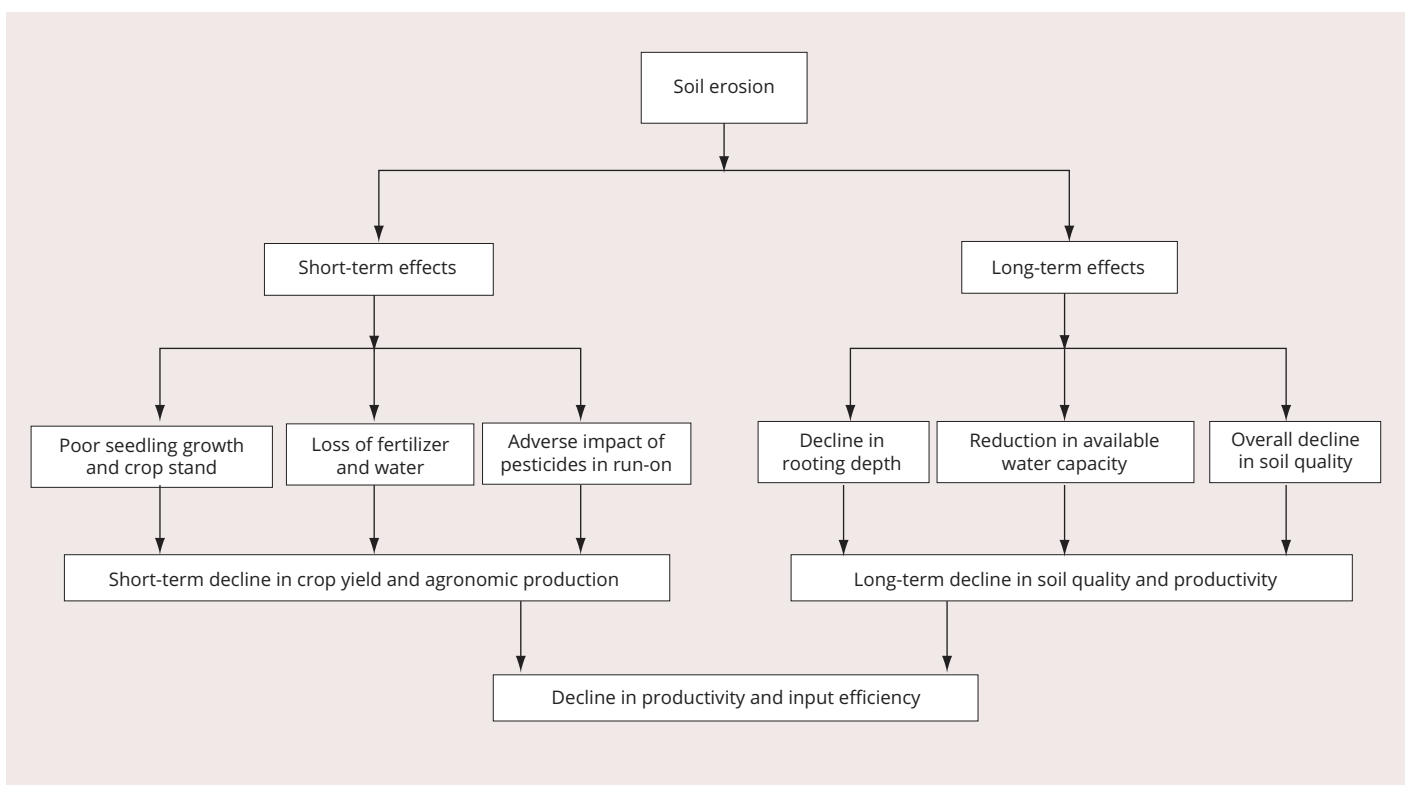 Soil erosion
Short-term effects
Long-term effects
Poor seedling growth
and crop stand
Loss of fertilizer
and water
Adverse impact of
pesticides in run-on
Decline in
rooting depth
Reduction in available
water capacity
Overall decline
in soil quality
Short-term decline in crop yield and agronomic production
Long-term decline in soil quality and productivity
Decline in productivity and input efficiency